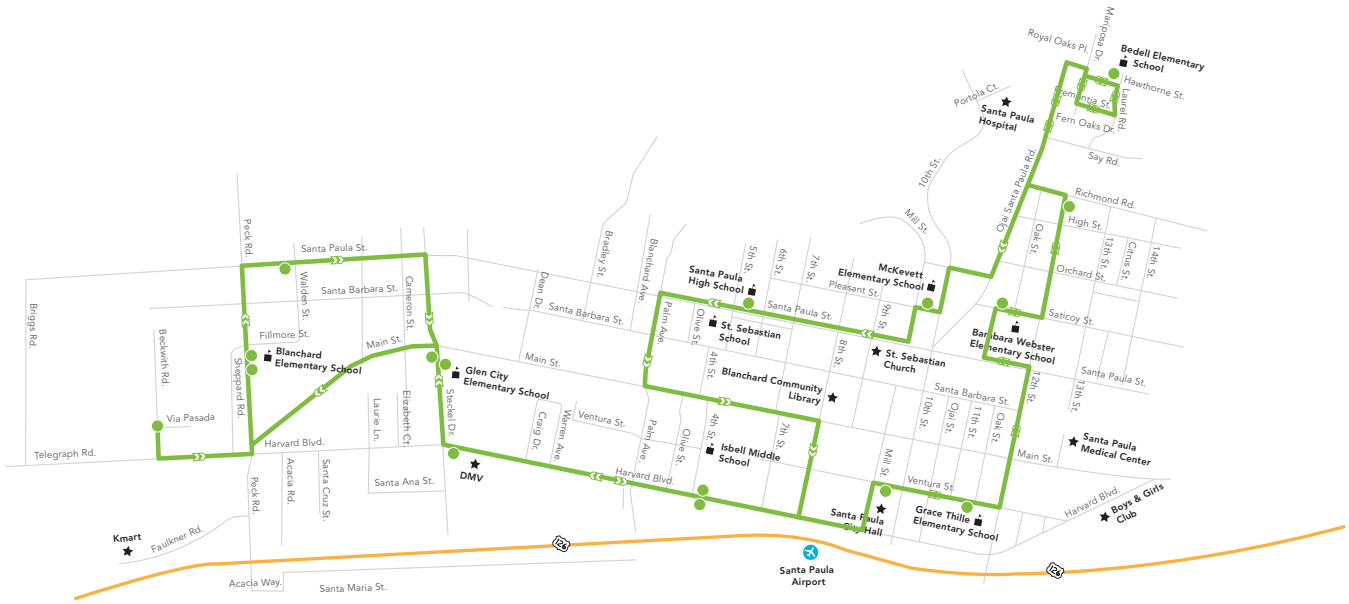 Mariposa Dr.
Royal Oaks Pl.
Bedell Elementary
School
Hawthorne St.
Portola Ct.
Santa Paula
Hospital
Fremontia St.
Laurel Rd.
Fern Oaks Dr.
Say Rd.
10th St.
Ojai Santa Paula Rd.
Richmond Rd.
Mill St.
High St.
Oak St.
13th St.
Citrus St.
14th St.
Peck Rd.
Santa Paula St.
Bradley St.
Blanchard Ave.
5th St.
6th St.
7th St.
McKevett
Elementary School
Orchard St.
Santa Paula
High School
Pleasant St.
Walden St.
Santa Barbara St.
Cameron St.
Dean Dr.
Santa Barbara St.
Palm Ave.
Olive St.
Santa Paula St.
9th St.
Saticoy St.
Briggs Rd.
Beckwith Rd.
Fillmore St.
Main St.
St. Sebastian
School
8th St.
Barbara Webster
Elementary School
Blanchard
Elementary School
Main St.
4th St.
St. Sebastian
Church
Santa Paula St.
Sheppard Rd.
Glen City
Elementary School
Blanchard Community
Library
Santa Barbara St.
12th St.
13th St.
Via Pasada
Laurie Ln.
Elizabeth Ct.
Steckel Dr.
Craig Dr.
Warren Ave.
Ventura St.
Palm Ave.
Olive St.
4th St.
7th St.
10th St.
Ojai St.
11th St.
Oak St.
Telegraph Rd.
Harvard Blvd.
Isbell Middle
School
Mill St.
Main St.
Santa Paula
Medical Center
Peck Rd.
Acacia Rd.
Santa Cruz St.
Santa Ana St.
DMV
Harvard Blvd.
Ventura St.
Harvard Blvd.
Boys & Girls
Club
Santa Paula
City Hall
Grace Thille
Elementary School
Kmart
Faulkner Rd.
126
Santa Paula
Airport
126
Acacia Way.
Santa Maria St.